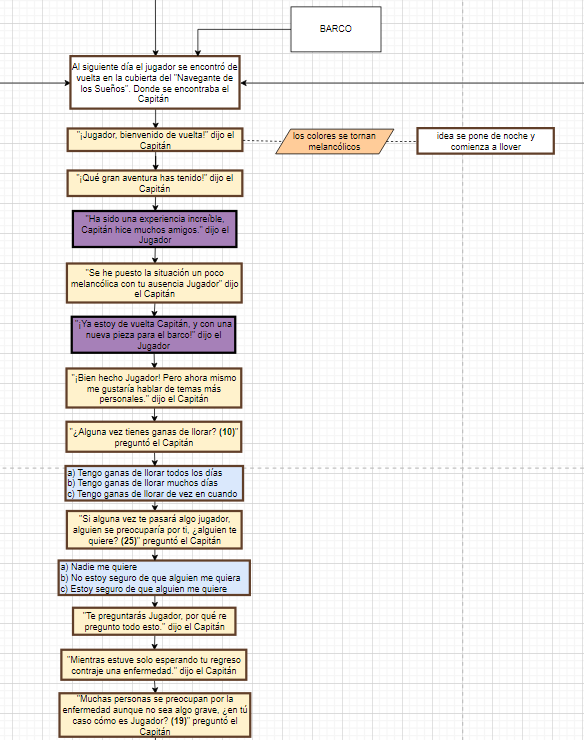 BARCO
Al siguiente día el jugador se encontró de
vuelta en la cubierta del "Navegante de
los Sueños". Donde se encontraba el
Capitán
"¡Jugador, bienvenido de vuelta!" dijo el
Capitán
los colores se tornan
melancólicos
idea se pone de noche y
comienza a llover
"¡Qué gran aventura has tenido!" dijo el
Capitán
"Ha sido una experiencia increíble,
Capitán hice muchos amigos." dijo el
Jugador
"Se he puesto la situación un poco
melancólica con tu ausencia Jugador" dijo
el Capitán
"¡Ya estoy de vuelta Capitán, y con una
nueva pieza para el barco!" dijo el
Jugador
"¡Bien hecho Jugador! Pero ahora mismo
me gustaría hablar de temas más
personales." dijo el Capitán
"¿Alguna vez tienes ganas de llorar? (10)"
preguntó el Capitán
a) Tengo ganas de llorar todos los días
b) Tengo ganas de llorar muchos días
c) Tengo ganas de llorar de vez en cuando
"Si alguna vez te pasará algo jugador,
alguien se preocuparía por ti, ¿alguien te
quiere? (25)" preguntó el Capitán
a) Nadie me quiere
b) No estoy seguro de que alguien me quiera
c) Estoy seguro de que alguien me quiere
"Te preguntarás Jugador, por qué re
pregunto todo esto." dijo el Capitán
"Mientras estuve solo esperando tu regreso
contraje una enfermedad." dijo el Capitán
"Muchas personas se preocupan por la
enfermedad aunque no sea algo grave, ¿en tú
caso cómo es Jugador? (19)" preguntó el
Capitán